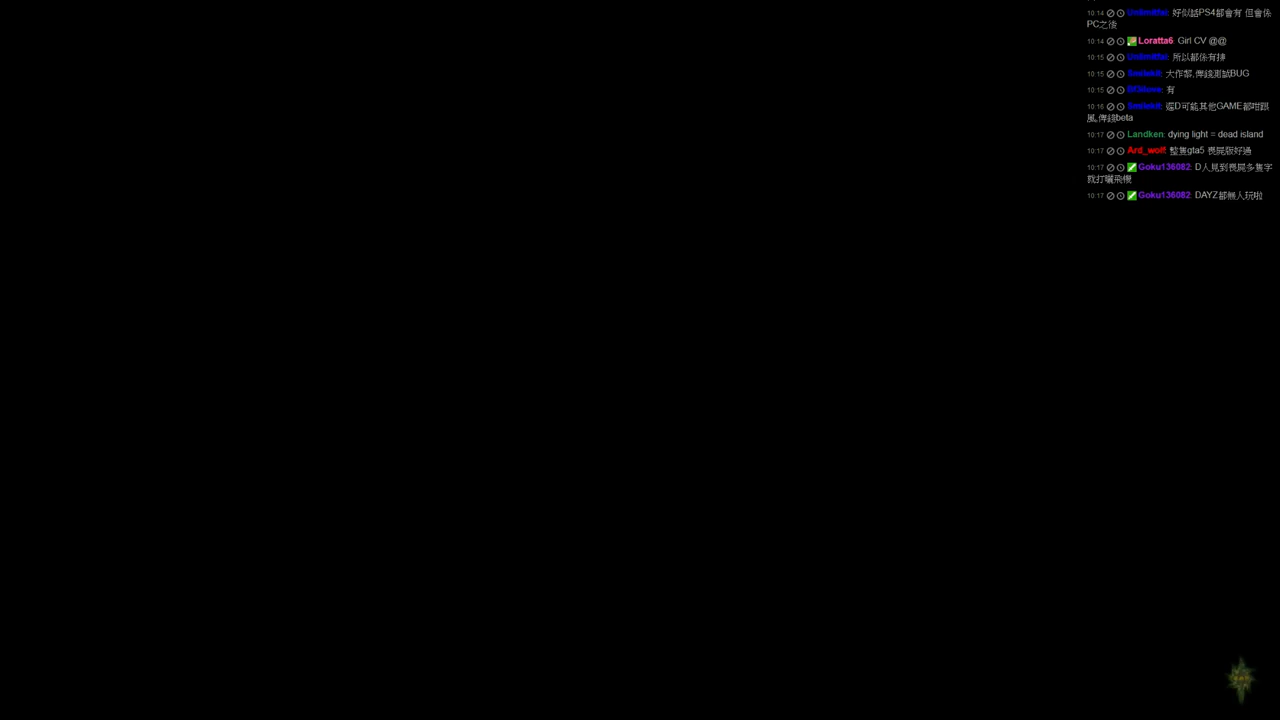 10:14 Unlimitfai: 好似話PS4都會有 但會係
PC之後
10:14 Loratta6: Girl CV @@
10:15 Unlimitfai: 所以都係有排
10:15 大作黎,俾錢測試BUG
10:15 有
10:16 遲D可能其他GAME都咁跟
風,俾錢beta
10:17 Landken: dying light = dead island
10:17 Ard_wolf: 整隻gta5 喪屍版好過
10:17 Goku136082: D人見到喪屍多隻字
就打曬飛機
10:17 Goku136082: DAYZ都無人玩啦